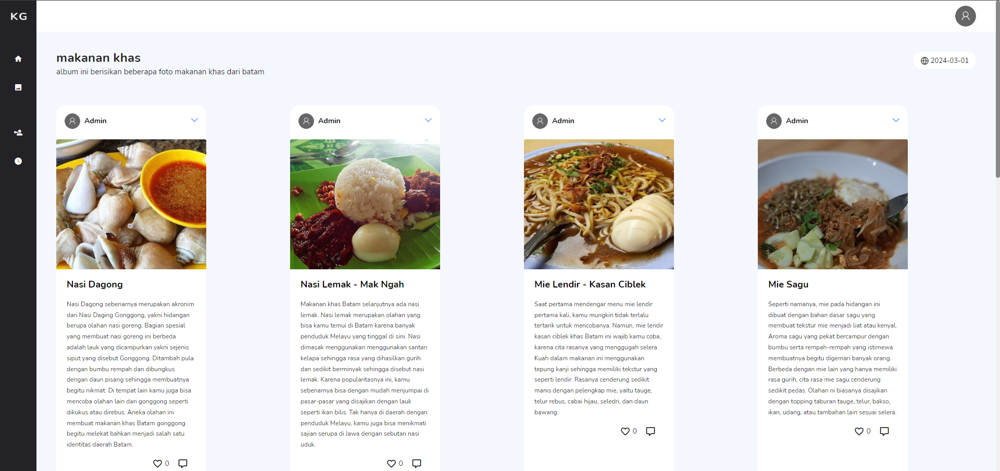 KG
makanan khas
album ini berisikan beberapa foto makanan khas dari batam
2024-03-01
Admin
Nasi Dagong
Nasi Dagong sebenarnya merupakan akronim
dari Nasi Daging Gonggong, yakni hidangan
berupa olahan nasi goreng. Bagian spesial
yang membuat nasi goreng ini berbeda
adalah lauk yang dicampurkan yakni sejenis
siput yang disebut Gonggong. Ditambah pula
dengan bumbu rempah dan dibungkus
dengan daun pisang sehingga membuatnya
begitu nikmat. Di tempat lain kamu juga bisa
mencoba olahan lain dari gonggong seperti
dikukus atau direbus. Aneka olahan ini
membuat makanan khas Batam gonggong
begitu melekat bahkan menjadi salah satu
identitas daerah Batam.
0
Admin
Nasi Lemak - Mak Ngah
Makanan khas Batam selanjutnya ada nasi
lemak. Nasi lemak merupakan olahan yang
bisa kamu temui di Batam karena banyak
penduduk Melayu yang tinggal di sini. Nasi
dimasak menggunakan menggunakan santan
kelapa sehingga rasa yang dihasilkan gurih
dan sedikit berminyak sehingga disebut nasi
lemak. Karena popularitasnya ini, kamu
sebenarnya bisa dengan mudah menjumpai di
pasar-pasar yang disajikan dengan lauk
seperti ikan bilis. Tak hanya di daerah dengan
penduduk Melayu, kamu juga bisa menikmati
sajian serupa di Jawa dengan sebutan nasi
uduk.
0
Admin
Mie Lendir - Kasan Ciblek
Saat pertama mendengar menu mie lendir
pertama kali, kamu mungkin tidak terlalu
tertarik untuk mencobanya. Namun, mie lendir
kasan ciblek khas Batam ini wajib kamu coba,
karena cita rasanya yang menggugah selera.
Kuah dalam makanan ini menggunakan
tepung kanji sehingga memiliki tekstur yang
seperti lendir. Rasanya cenderung sedikit
manis dengan pelengkap mie, yaitu tauge,
telur rebus, cabai hijau, seledri, dan daun
bawang.
0
Admin
Mie Sagu
Seperti namanya, mie pada hidangan ini
dibuat dengan bahan dasar sagu yang
membuat tekstur mie menjadi liat atau kenyal.
Aroma sagu yang pekat bercampur dengan
bumbu serta rempah-rempah yang istimewa
membuatnya begitu digemari banyak orang.
Berbeda dengan mie lain yang hanya memiliki
rasa gurih, cita rasa mie sagu cenderung
sedikit pedas. Olahan ni biasanya disajikan
dengan topping taburan tauge, telur, bakso,
ikan, udang, atau tambahan lain sesuai selera.
0